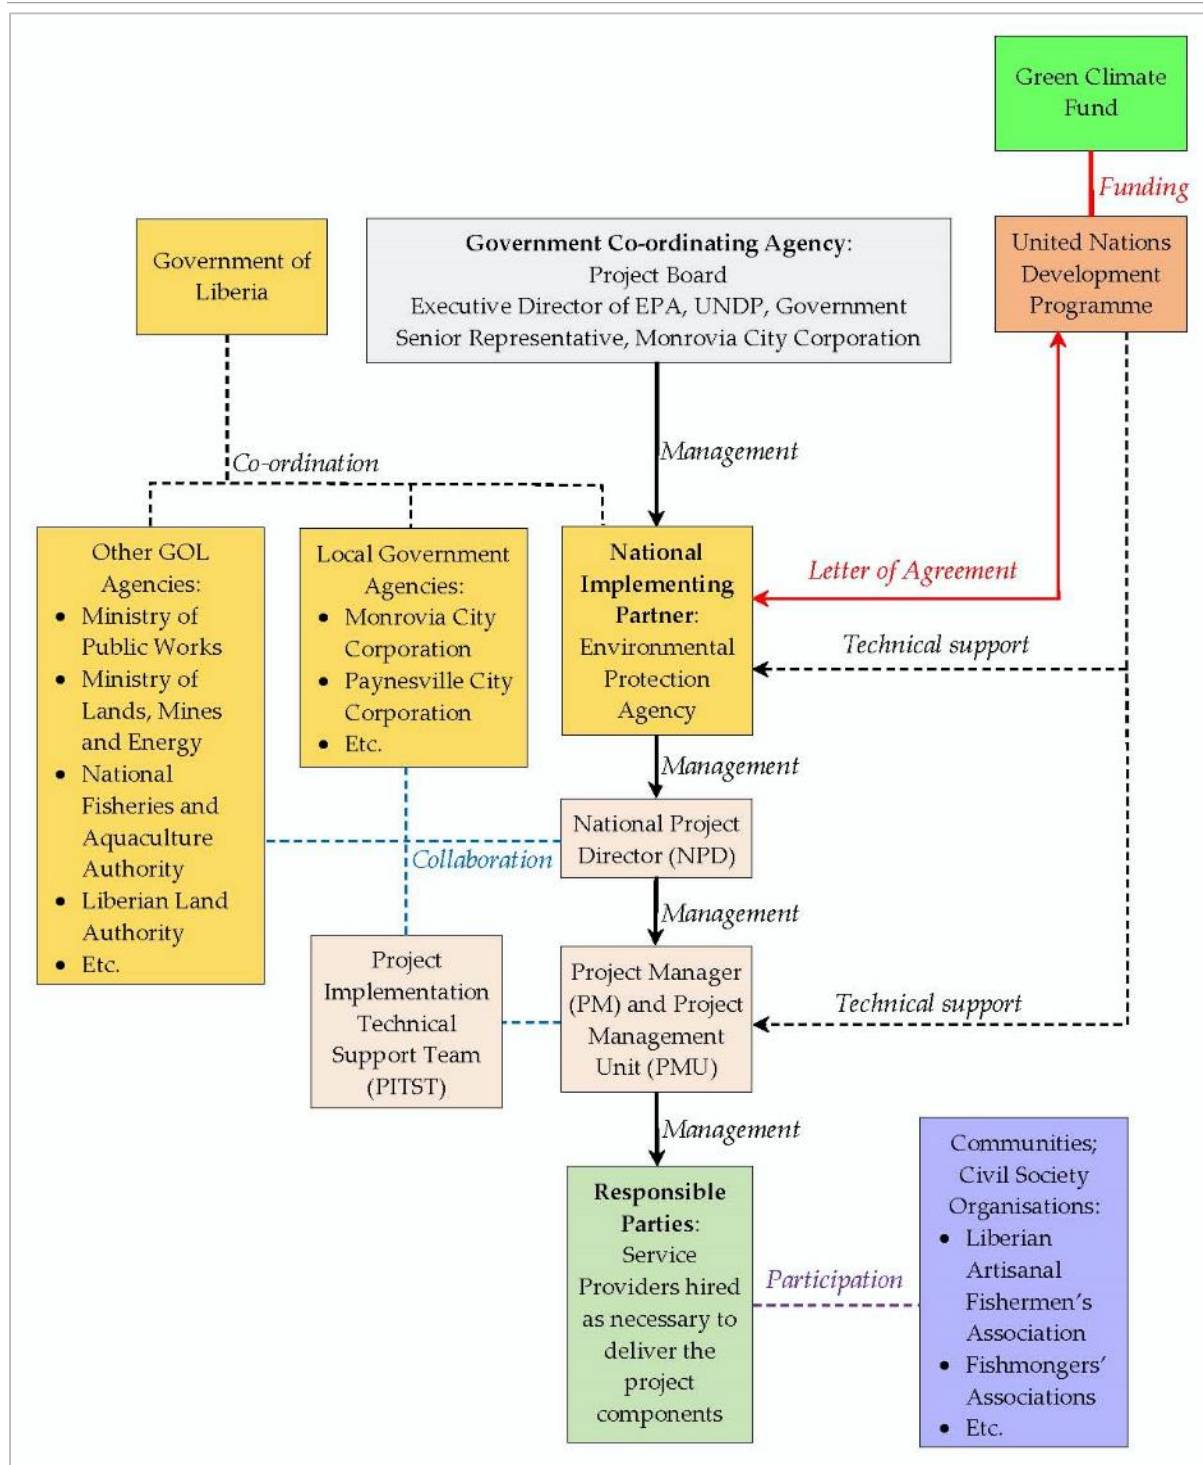 Green Climate
Fund
Funding
United Nations
Development
Programme
Government of
Liberia
Government Co-ordinating Agency:
Project Board
Executive Director of EPA, UNDP, Government
Senior Representative, Monrovia City Corporation
Management
Co-ordination
Other GOL
Agencies:
• Ministry of
Public Works
• Ministry of
Lands, Mines
and Energy
• National
Fisheries and
Aquaculture
Authority
• Liberian Land
Authority
• Etc.
Local Government
Agencies:
• Monrovia City
Corporation
• Paynesville City
Corporation
• Etc.
National
Implementing
Partner:
Environmental
Protection
Agency
Letter of Agreement
Technical support
Management
National Project
Director (NPD)
Collaboration
Management
Project
Implementation
Technical
Support Team
(PITST)
Project Manager
(PM) and Project
Management
Unit (PMU)
Technical support
Management
Responsible
Parties:
Service
Providers hired
as necessary to
deliver the
project
components
Participation
Communities;
Civil Society
Organisations:
• Liberian
Artisanal
Fishermen’s
Association
• Fishmongers’
Associations
• Etc.